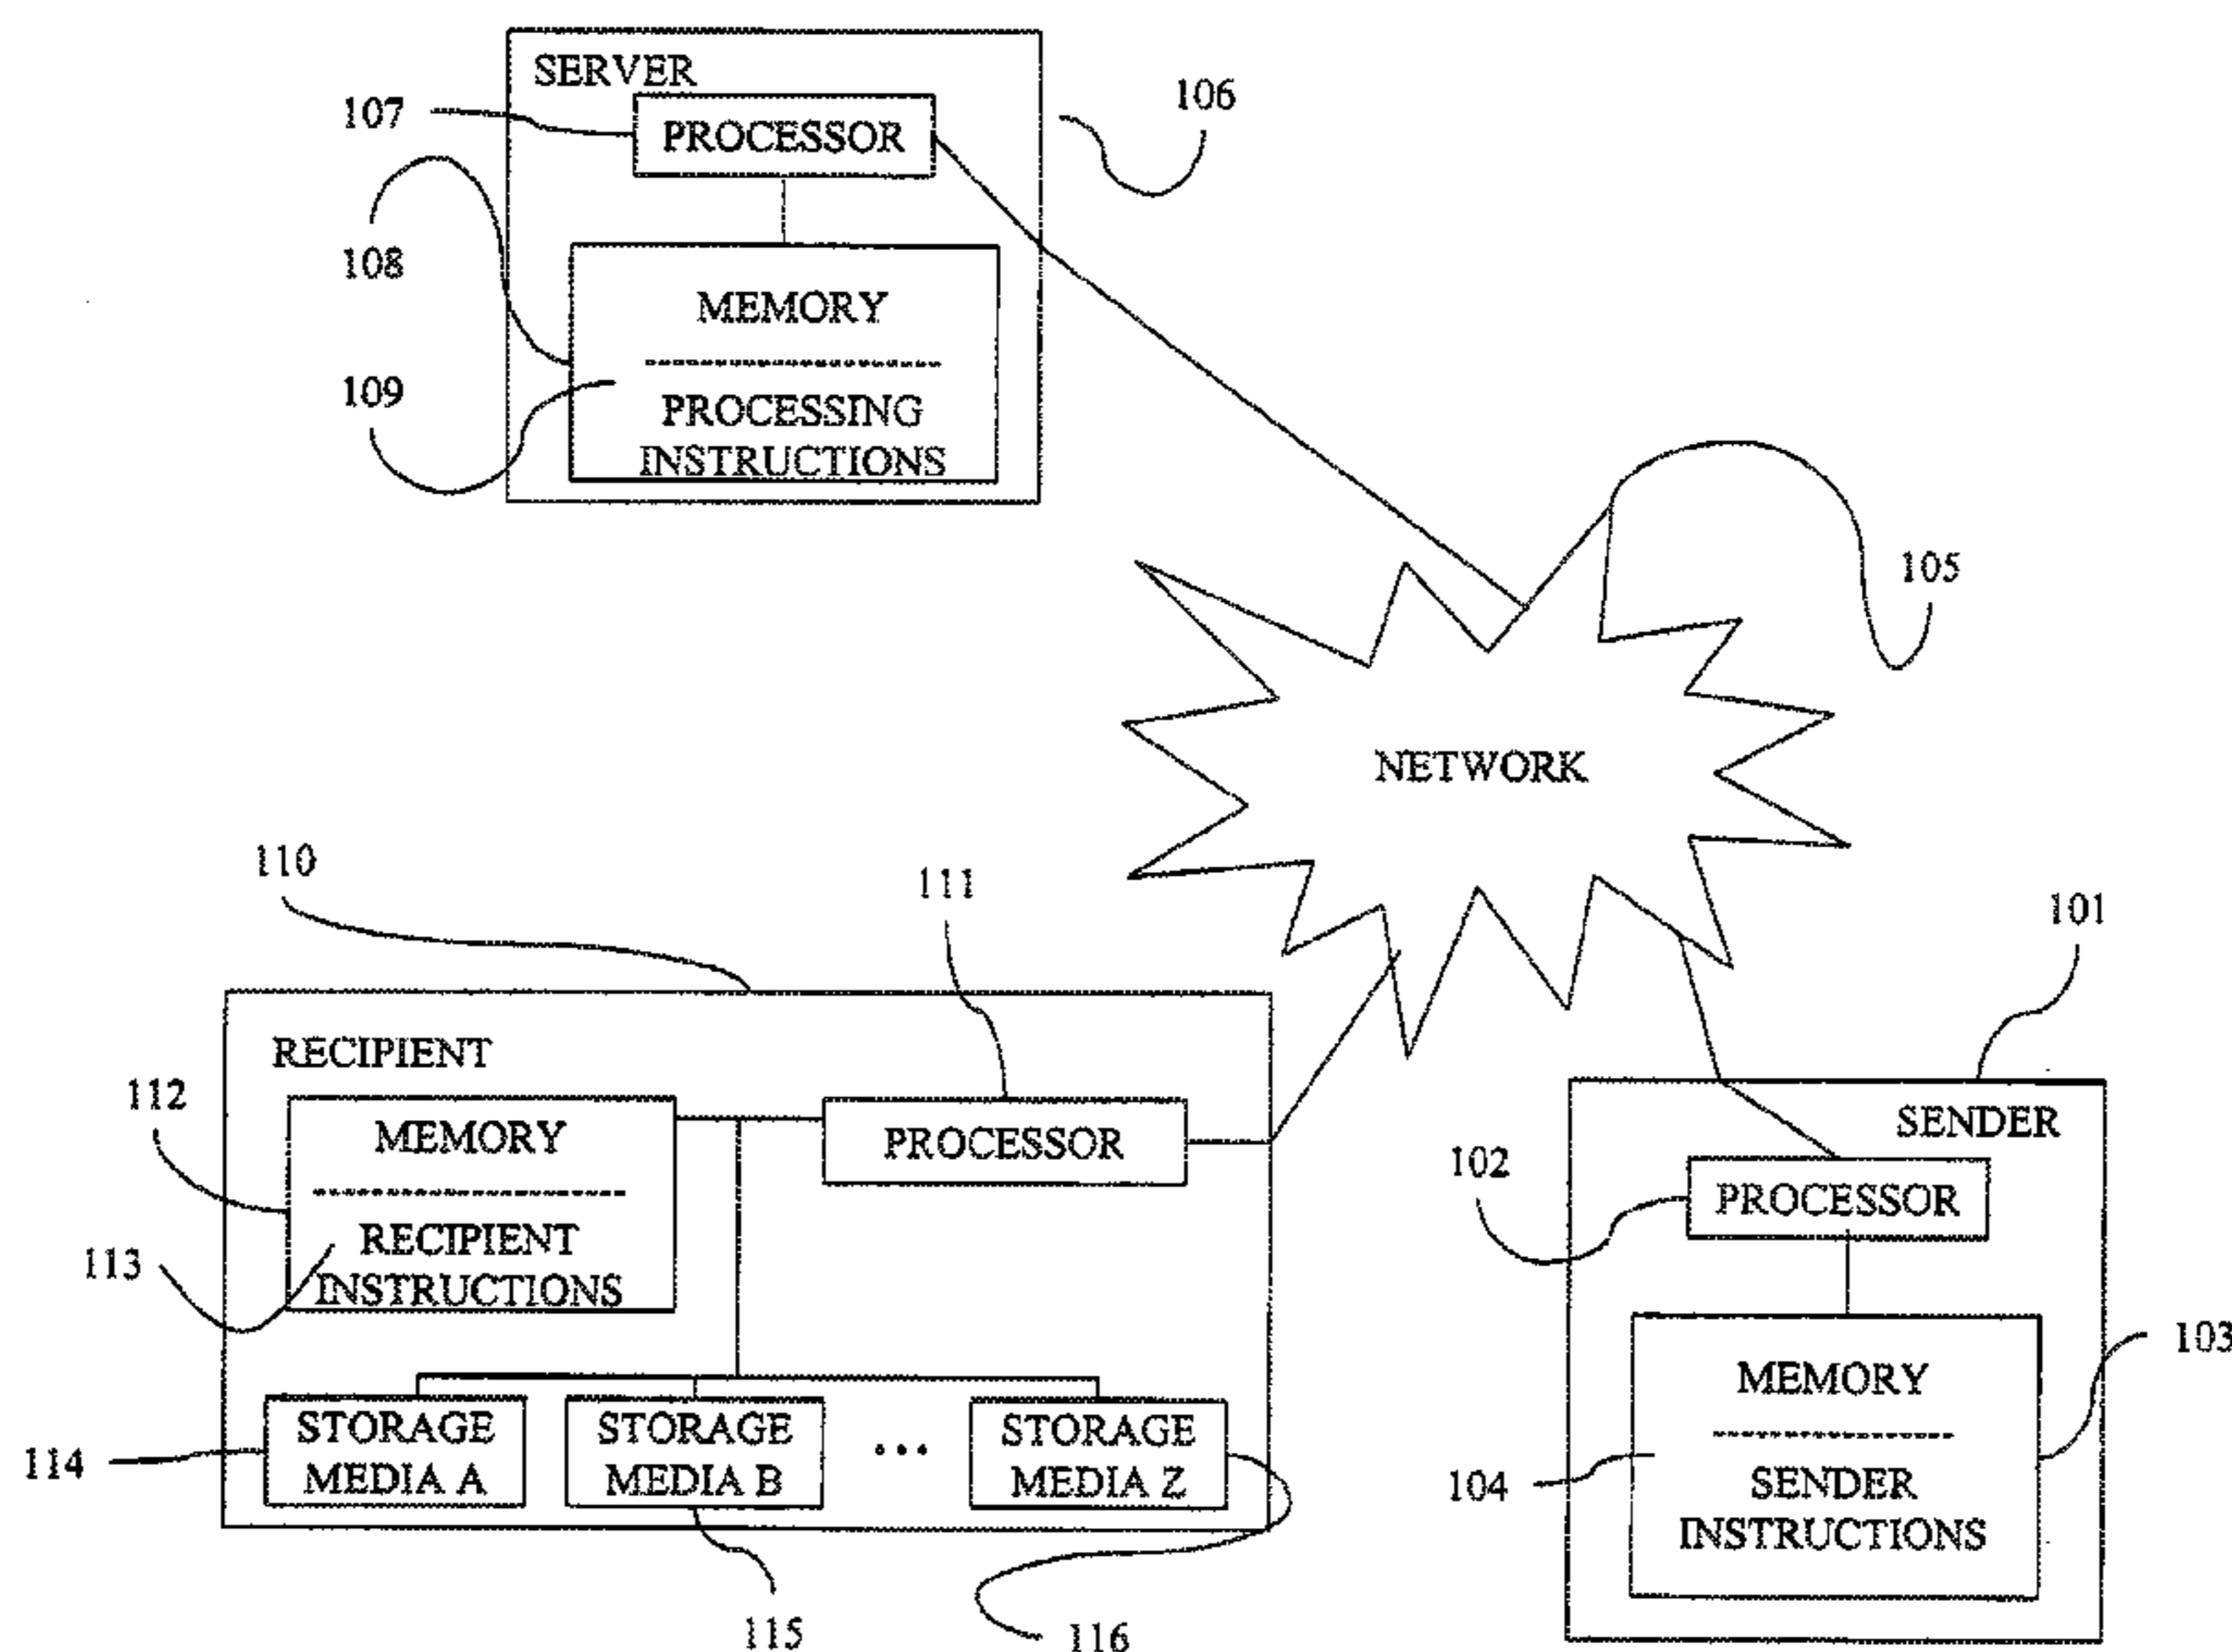 SERVER
107
PROCESSOR
106
108
MEMORY
109
PROCESSING
INSTRUCTIONS
105
NETWORK
110
111
101
RECIPIENT
112
MEMORY
PROCESSOR
SENDER
102
PROCESSOR
RECIPIENT
INSTRUCTIONS
113
103
MEMORY
STORAGE
MEDIA A
STORAGE
MEDIA B
•••
STORAGE
MEDIA Z
114
104
SENDER
INSTRUCTIONS
115
116